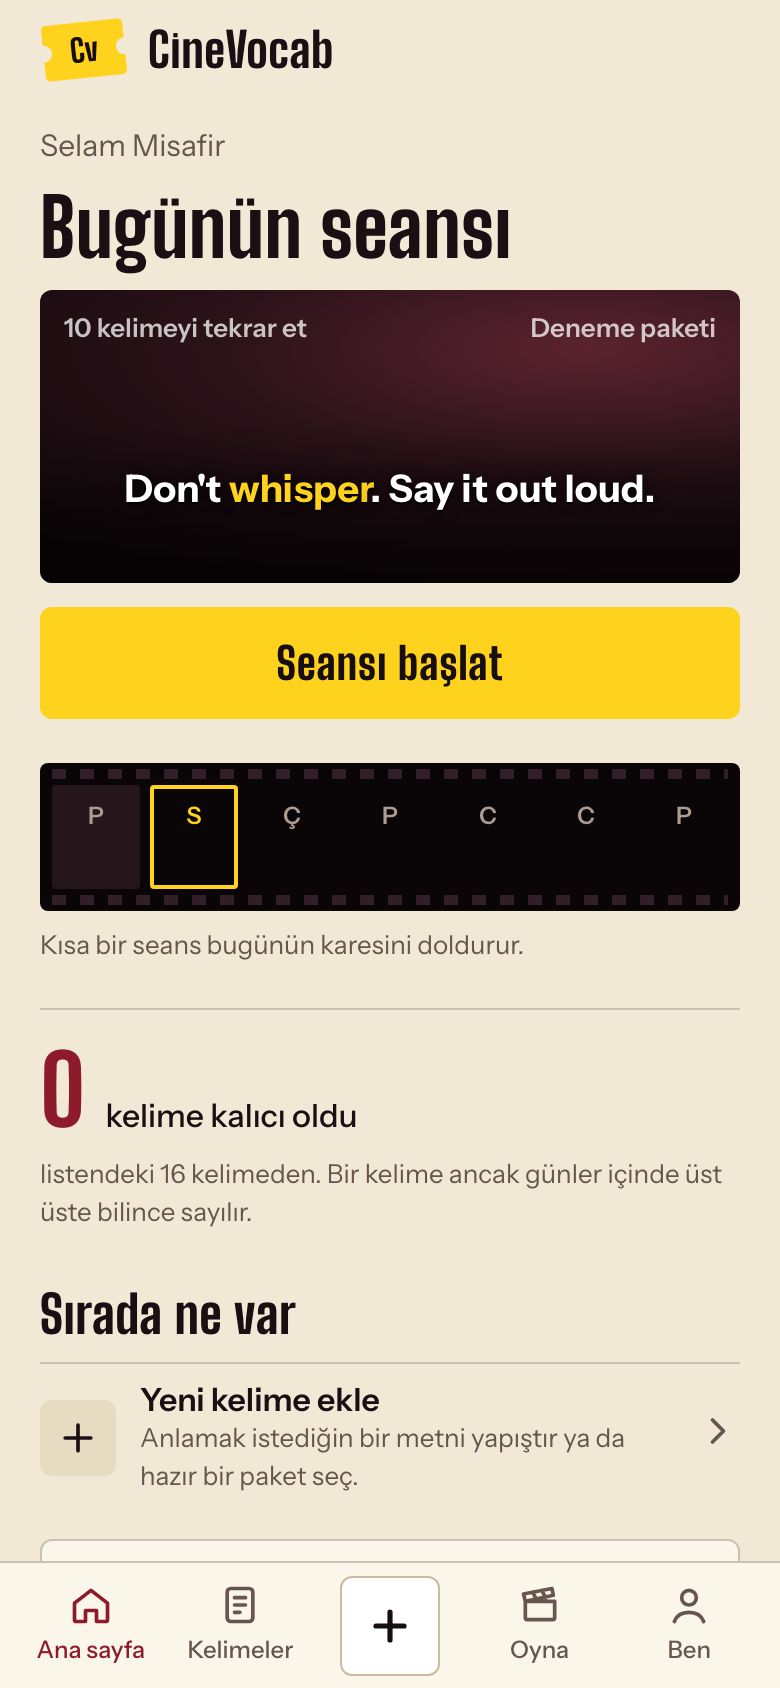 Cv
CineVocab
Selam Misafir
Bugünün seansı
10 kelimeyi tekrar et
Deneme paketi
Don't whisper. Say it out loud.
Seansı başlat
P S Ç P C C P
Kısa bir seans bugünün karesini doldurur.
0 kelime kalıcı oldu
listendeki 16 kelimeden. Bir kelime ancak günler içinde üst
üste bilince sayılır.
Sırada ne var
Yeni kelime ekle
Anlamak istediğin bir metni yapıştır ya da
hazır bir paket seç.
Ana sayfa
Kelimeler
Oyna
Ben